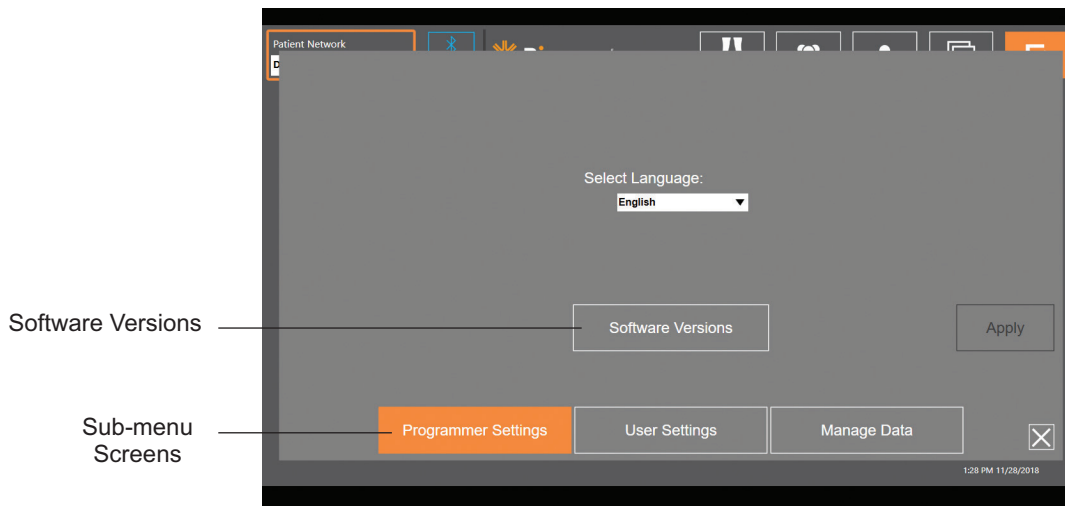 Patient Network
D
Select Language:
English
Software Versions
Software Versions
Apply
Sub-menu
Screens
Programmer Settings
User Settings
Manage Data
1:28 PM 11/28/2018